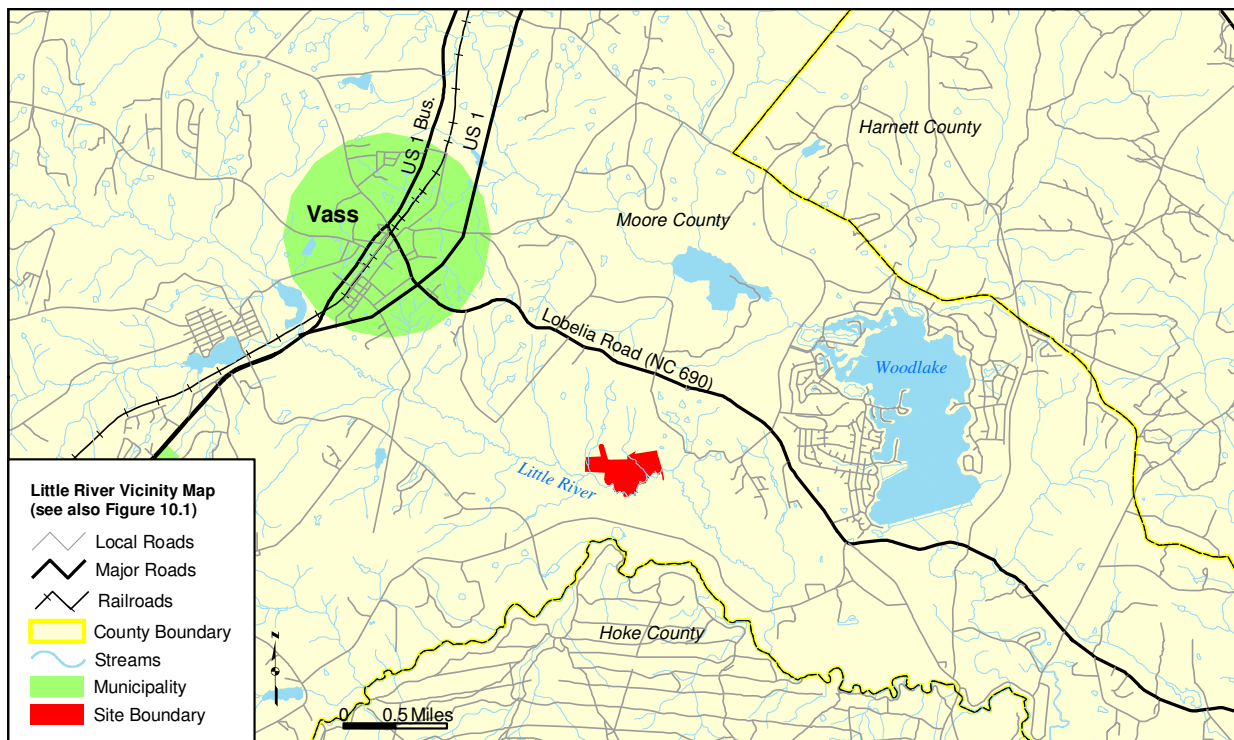 Harnett County
US 1 Bus.
US 1
Vass
Moore County
Lobelia Road (NC 690)
Woodlake
Little River
Little River Vicinity Map
(see also Figure 10.1)
Local Roads
Major Roads
Railroads
County Boundary
Streams
Municipality
Site Boundary
Hoke County
N
0 0.5 Miles